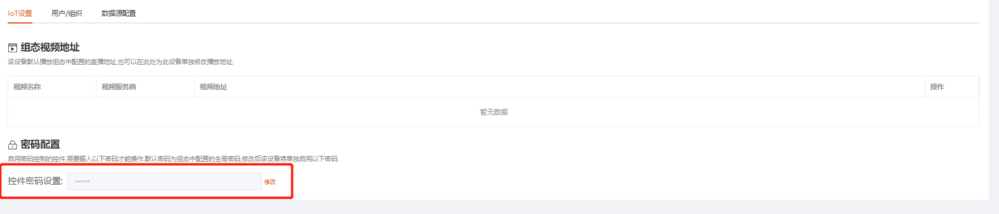 IoT设置 用户/组织 数据源配置
组态视频地址
该设备默认播放组态中配置的直播地址,也可以在此处为此设备单独修改播放地址.
视频名称 视频服务商 视频地址 操作
暂无数据
密码配置
启用密码控制的控件,需要输入以下密码才能操作.默认密码为组态中配置的全局密码,修改后该设备将单独启用以下密码.
控件密码设置: •••••• 修改